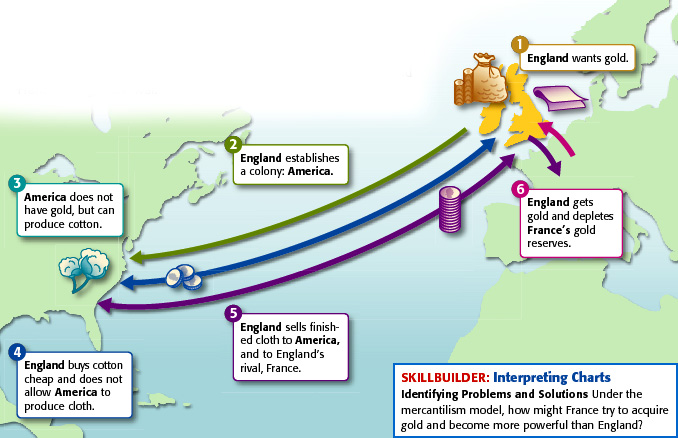 1
England wants gold.
2
England establishes
a colony: America.
3
America does not
have gold, but can
produce cotton.
4
England buys cotton
cheap and does not
allow America to
produce cloth.
5
England sells finish-
ed cloth to America,
and to England's
rival, France.
6
England gets
gold and depletes
France's gold
reserves.
SKILLBUILDER: Interpreting Charts
Identifying Problems and Solutions Under the
mercantilism model, how might France try to acquire
gold and become more powerful than England?